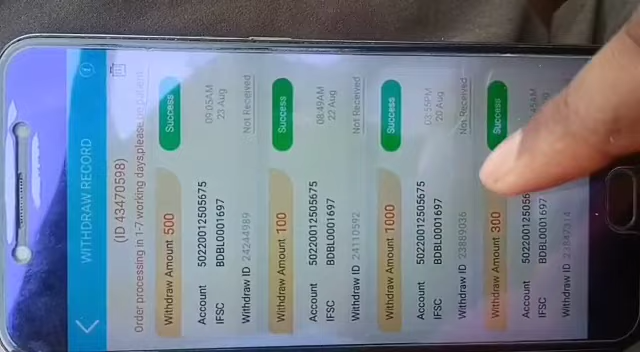 WITHDRAW RECORD
(ID 43470598)
Order processing in 1-7 working days,please
Withdraw Amount 500
Success
Account 50220012505675
09:05AM
IFSC BDBL0001697
23 Aug
Withdraw ID 24244989
Not Received
Withdraw Amount 100
Success
Account 50220012505675
08:49AM
IFSC BDBL0001697
22 Aug
Withdraw ID 24110592
Not Received
Withdraw Amount 1000
Success
Account 50220012505675
IFSC BDBL0001697
20 Aug
Withdraw ID 23869036
Not Received
Withdraw Amount 300
Success
Account
IFSC BDBL0001697
Withdraw ID